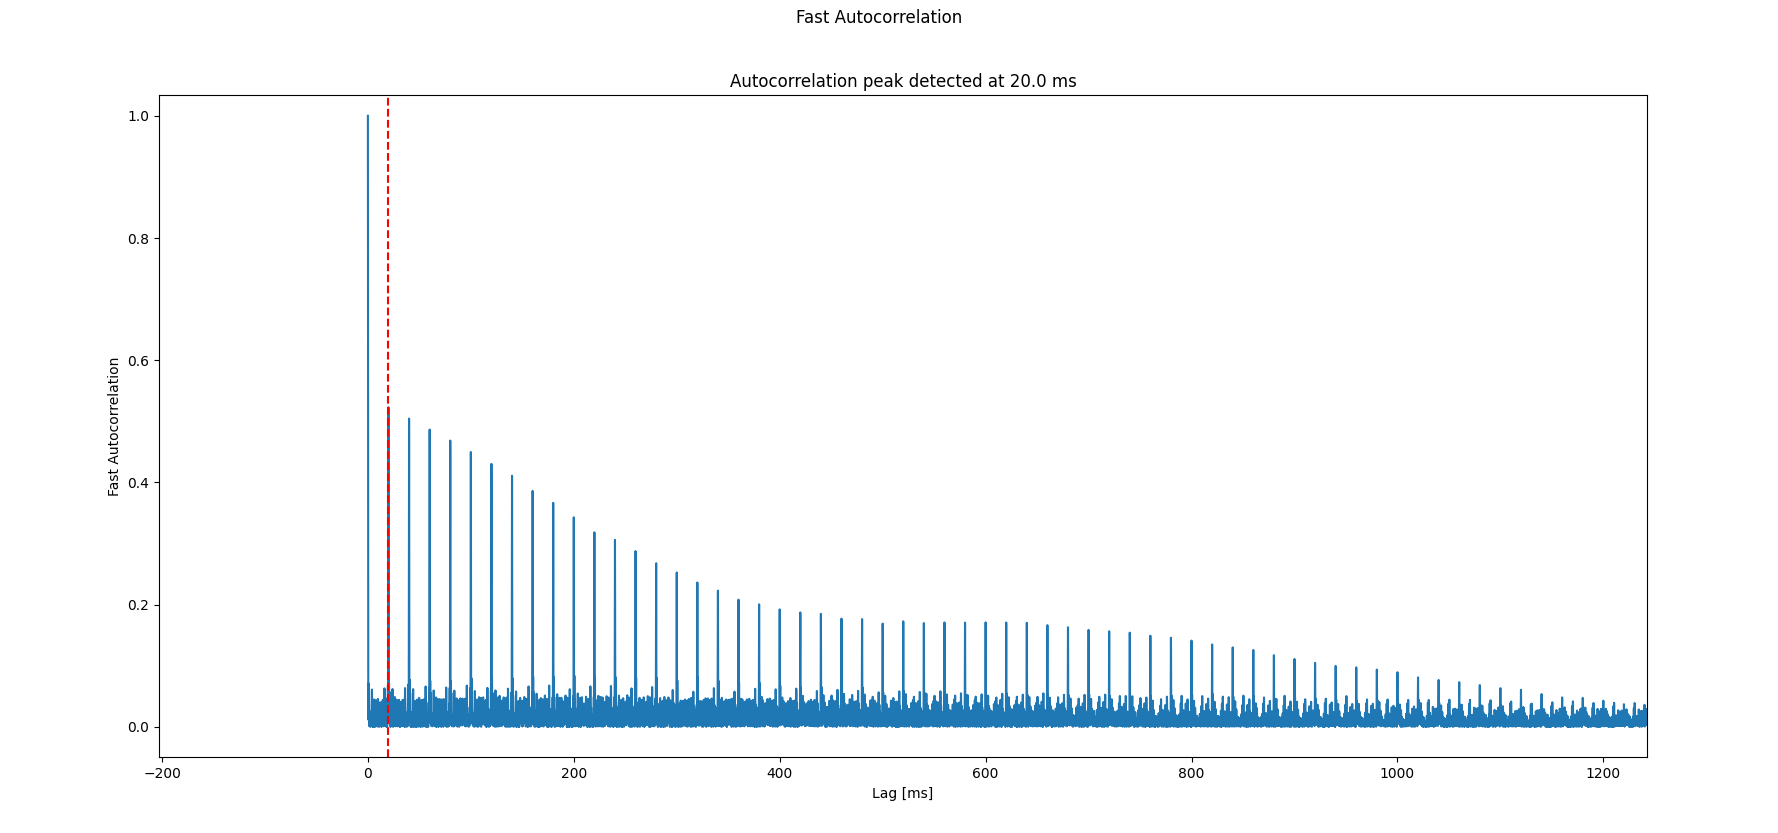 Fast Autocorrelation
Autocorrelation peak detected at 20.0 ms
1.0
0.8
0.6
0.4
0.2
0.0
Fast Autocorrelation
−200 0 200 400 600 800 1000 1200
Lag [ms]